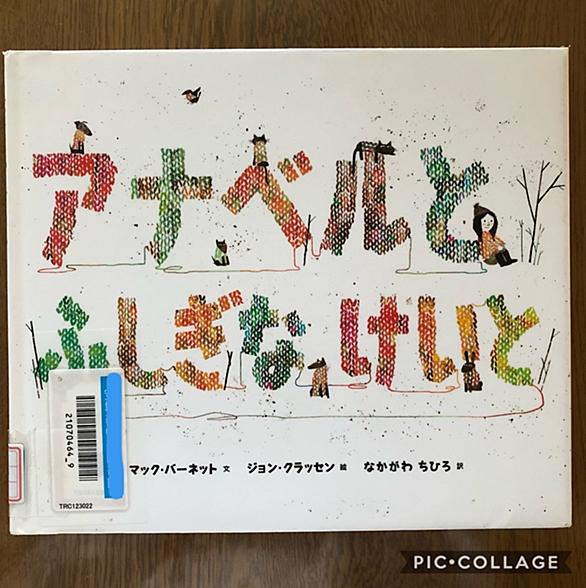 アナベルと
ふしぎなけいと
マック・バーネット 文 ジョン・クラッセン 絵 なかがわ ちひろ 訳
21070464_9
TRC123022
PIC•COLLAGE